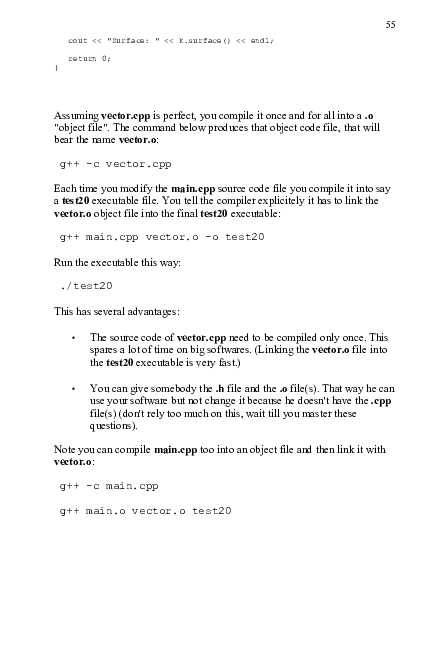 55
cout << "Surface: " << k.surface() << endl;
return 0;
}
Assuming vector.cpp is perfect, you compile it once and for all into a .o
"object file". The command below produces that object code file, that will
bear the name vector.o:
g++ -c vector.cpp
Each time you modify the main.cpp source code file you compile it into say
a test20 executable file. You tell the compiler explicitely it has to link the
vector.o object file into the final test20 executable:
g++ main.cpp vector.o -o test20
Run the executable this way:
./test20
This has several advantages:
• The source code of vector.cpp need to be compiled only once. This
spares a lot of time on big softwares. (Linking the vector.o file into
the test20 executable is very fast.)
• You can give somebody the .h file and the .o file(s). That way he can
use your software but not change it because he doesn't have the .cpp
file(s) (don't rely too much on this, wait till you master these
questions).
Note you can compile main.cpp too into an object file and then link it with
vector.o:
g++ -c main.cpp
g++ main.o vector.o test20